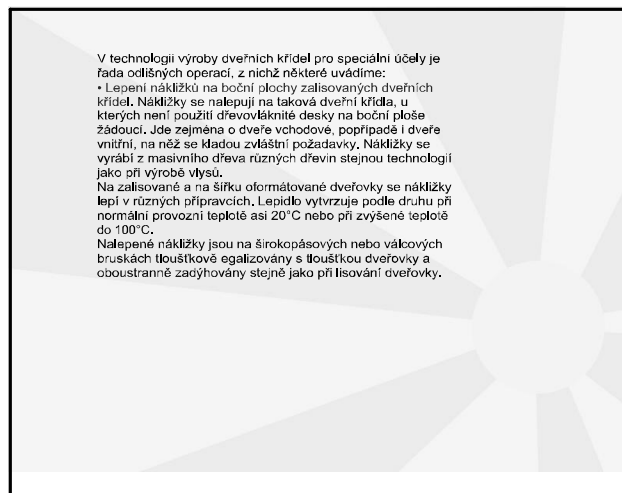 V technologii výroby dveřních křídel pro speciální účely je
řada odlišných operací, z nichž některé uvádíme:
• Lepení nákližků na boční plochy zalisovaných dveřních
křídel. Nákližky se nalepují na taková dveřní křídla, u
kterých není použití dřevovláknité desky na boční ploše
žádoucí. Jde zejména o dveře vchodové, popřípadě i dveře
vnitřní, na něž se kladou zvláštní požadavky. Nákližky se
vyrábí z masivního dřeva různých dřevin stejnou technologií
jako při výrobě vlysů.
Na zalisované a na šířku oformátované dveřovky se nákližky
lepí v různých přípravcích. Lepidlo vytvrzuje podle druhu při
normální provozní teplotě asi 20°C nebo při zvýšené teplotě
do 100°C.
Nalepené nákližky jsou na širokopásových nebo válcových
bruskách tloušťkově egalizovány s tloušťkou dveřovky a
oboustranně zadýhovány stejně jako při lisování dveřovky.